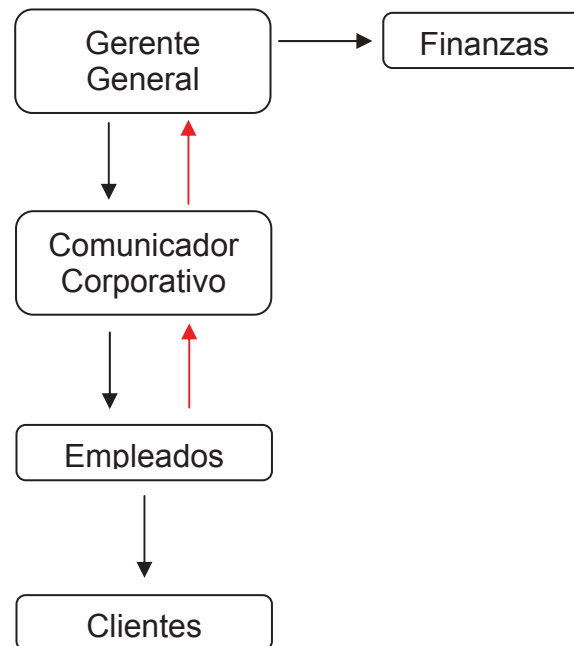 Gerente
General
Finanzas
Comunicador
Corporativo
Empleados
Clientes